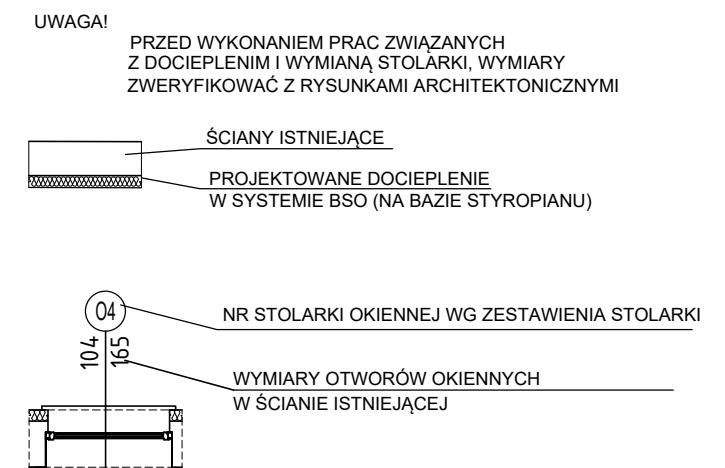 UWAGA!
PRZED WYKONANIEM PRAC ZWIĄZANYCH
Z DOCIEPLENIM I WYMIANĄ STOLARKI, WYMIARY
ZWERYFIKOWAĆ Z RYSUNKAMI ARCHITEKTONICZNYMI
ŚCIANY ISTNIEJĄCE
PROJEKTOWANE DOCIEPLENIE
W SYSTEMIE BSO (NA BAZIE STYROPIANU)
O4
NR STOLARKI OKIENNEJ WG ZESTAWIENIA STOLARKI
104
165
WYMIARY OTWORÓW OKIENNYCH
W ŚCIANIE ISTNIEJĄCEJ